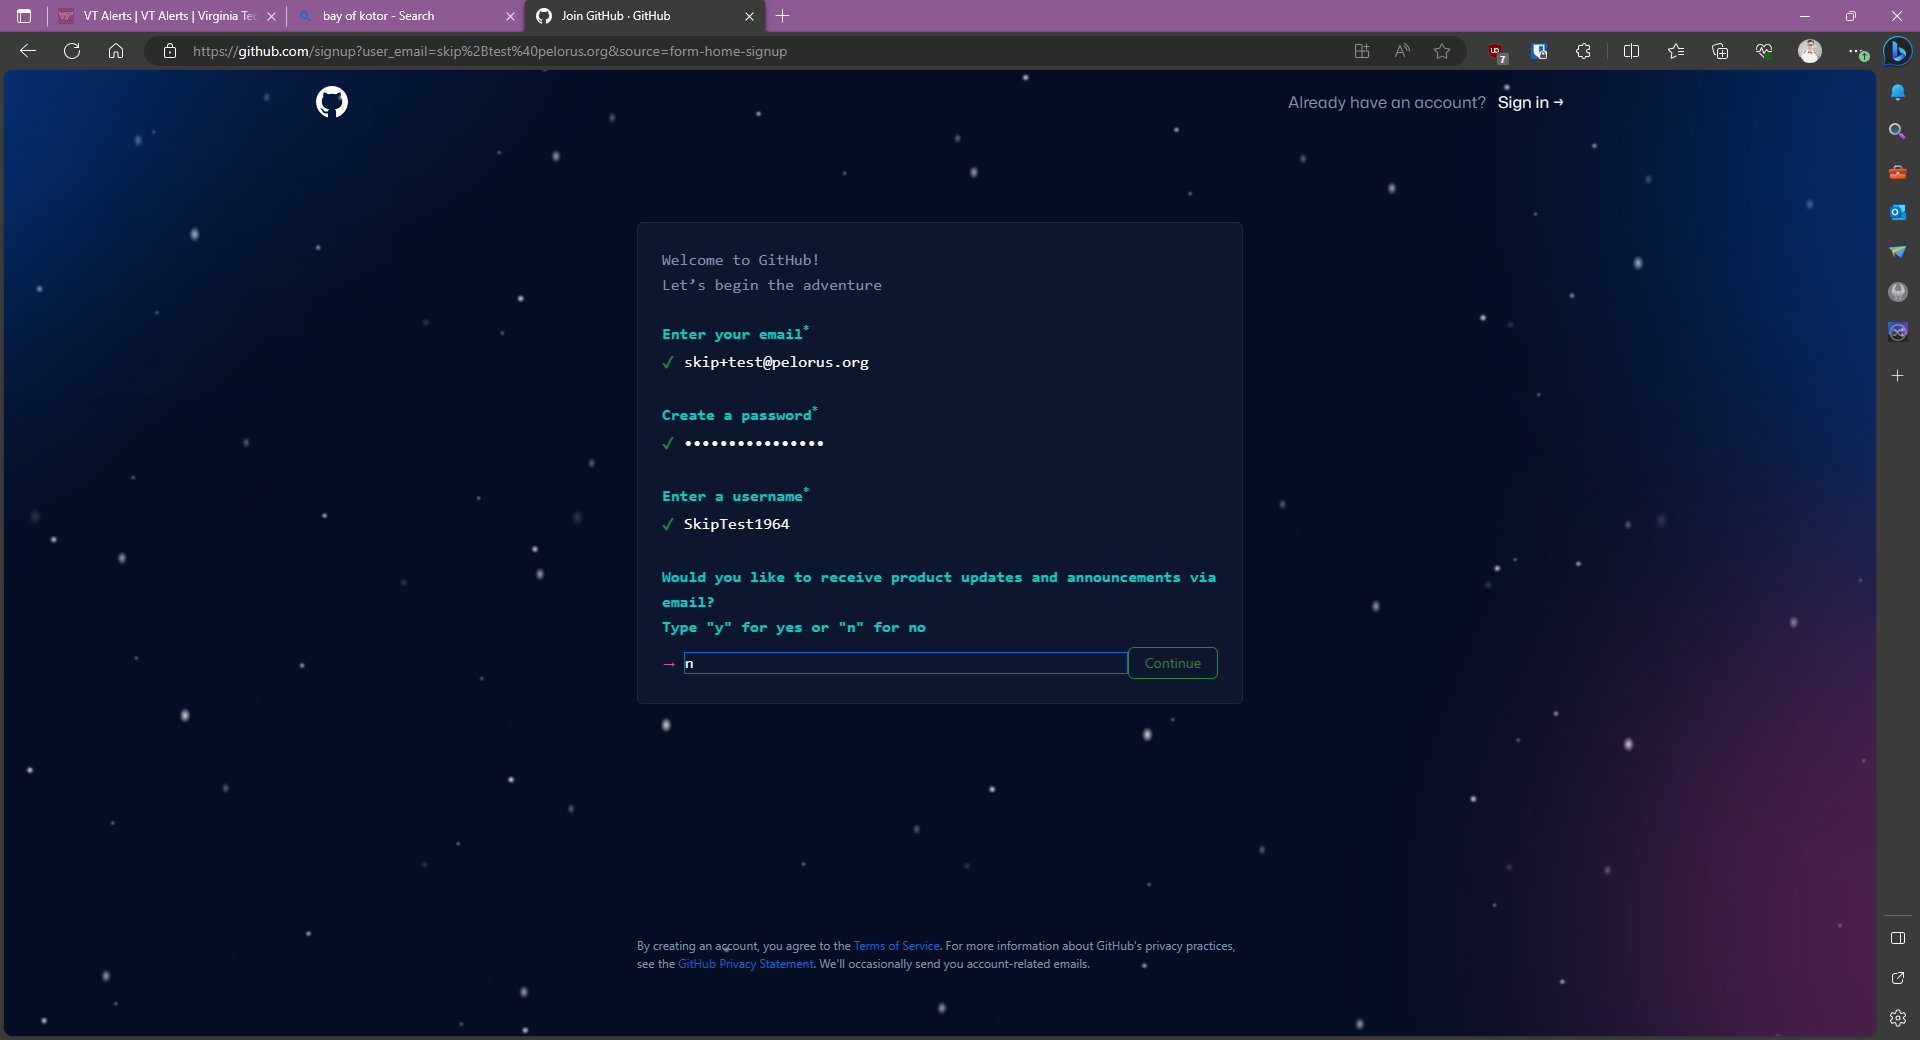 VT Alerts | VT Alerts | Virginia Tec
bay of kotor - Search
Join GitHub · GitHub
https://github.com/signup?user_email=skip%2Btest%40pelorus.org&source=form-home-signup
7
1
Already have an account? Sign in →
Welcome to GitHub!
Let’s begin the adventure
Enter your email*
✓ skip+test@pelorus.org
Create a password*
✓ ••••••••••••••••
Enter a username*
✓ SkipTest1964
Would you like to receive product updates and announcements via
email?
Type "y" for yes or "n" for no
→ n Continue
By creating an account, you agree to the Terms of Service. For more information about GitHub's privacy practices,
see the GitHub Privacy Statement. We'll occasionally send you account-related emails.